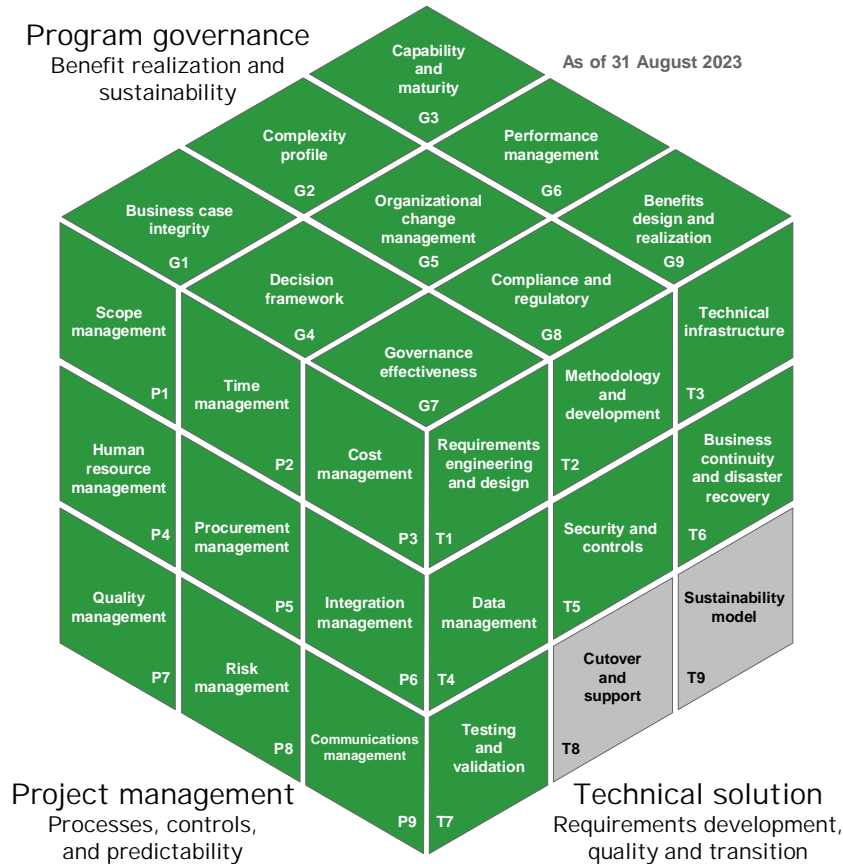 Program governance
Benefit realization and
sustainability
As of 31 August 2023
Capability
and
maturity
G3
Complexity
profile
G2
Performance
management
G6
Business case
integrity
G1
Organizational
change
management
G5
Benefits
design and
realization
G9
Decision
framework
G4
Compliance and
regulatory
G8
Governance
effectiveness
G7
Scope
management
P1
Time
management
P2
Cost
management
P3
Human
resource
management
P4
Procurement
management
P5
Integration
management
P6
Quality
management
P7
Risk
management
P8
Communications
management
P9
Requirements
engineering
and design
T1
Methodology
and
development
T2
Technical
infrastructure
T3
Data
management
T4
Security and
controls
T5
Business
continuity
and disaster
recovery
T6
Testing
and
validation
T7
Cutover
and
support
T8
Sustainability
model
T9
Project management
Processes, controls,
and predictability
Technical solution
Requirements development,
quality and transition